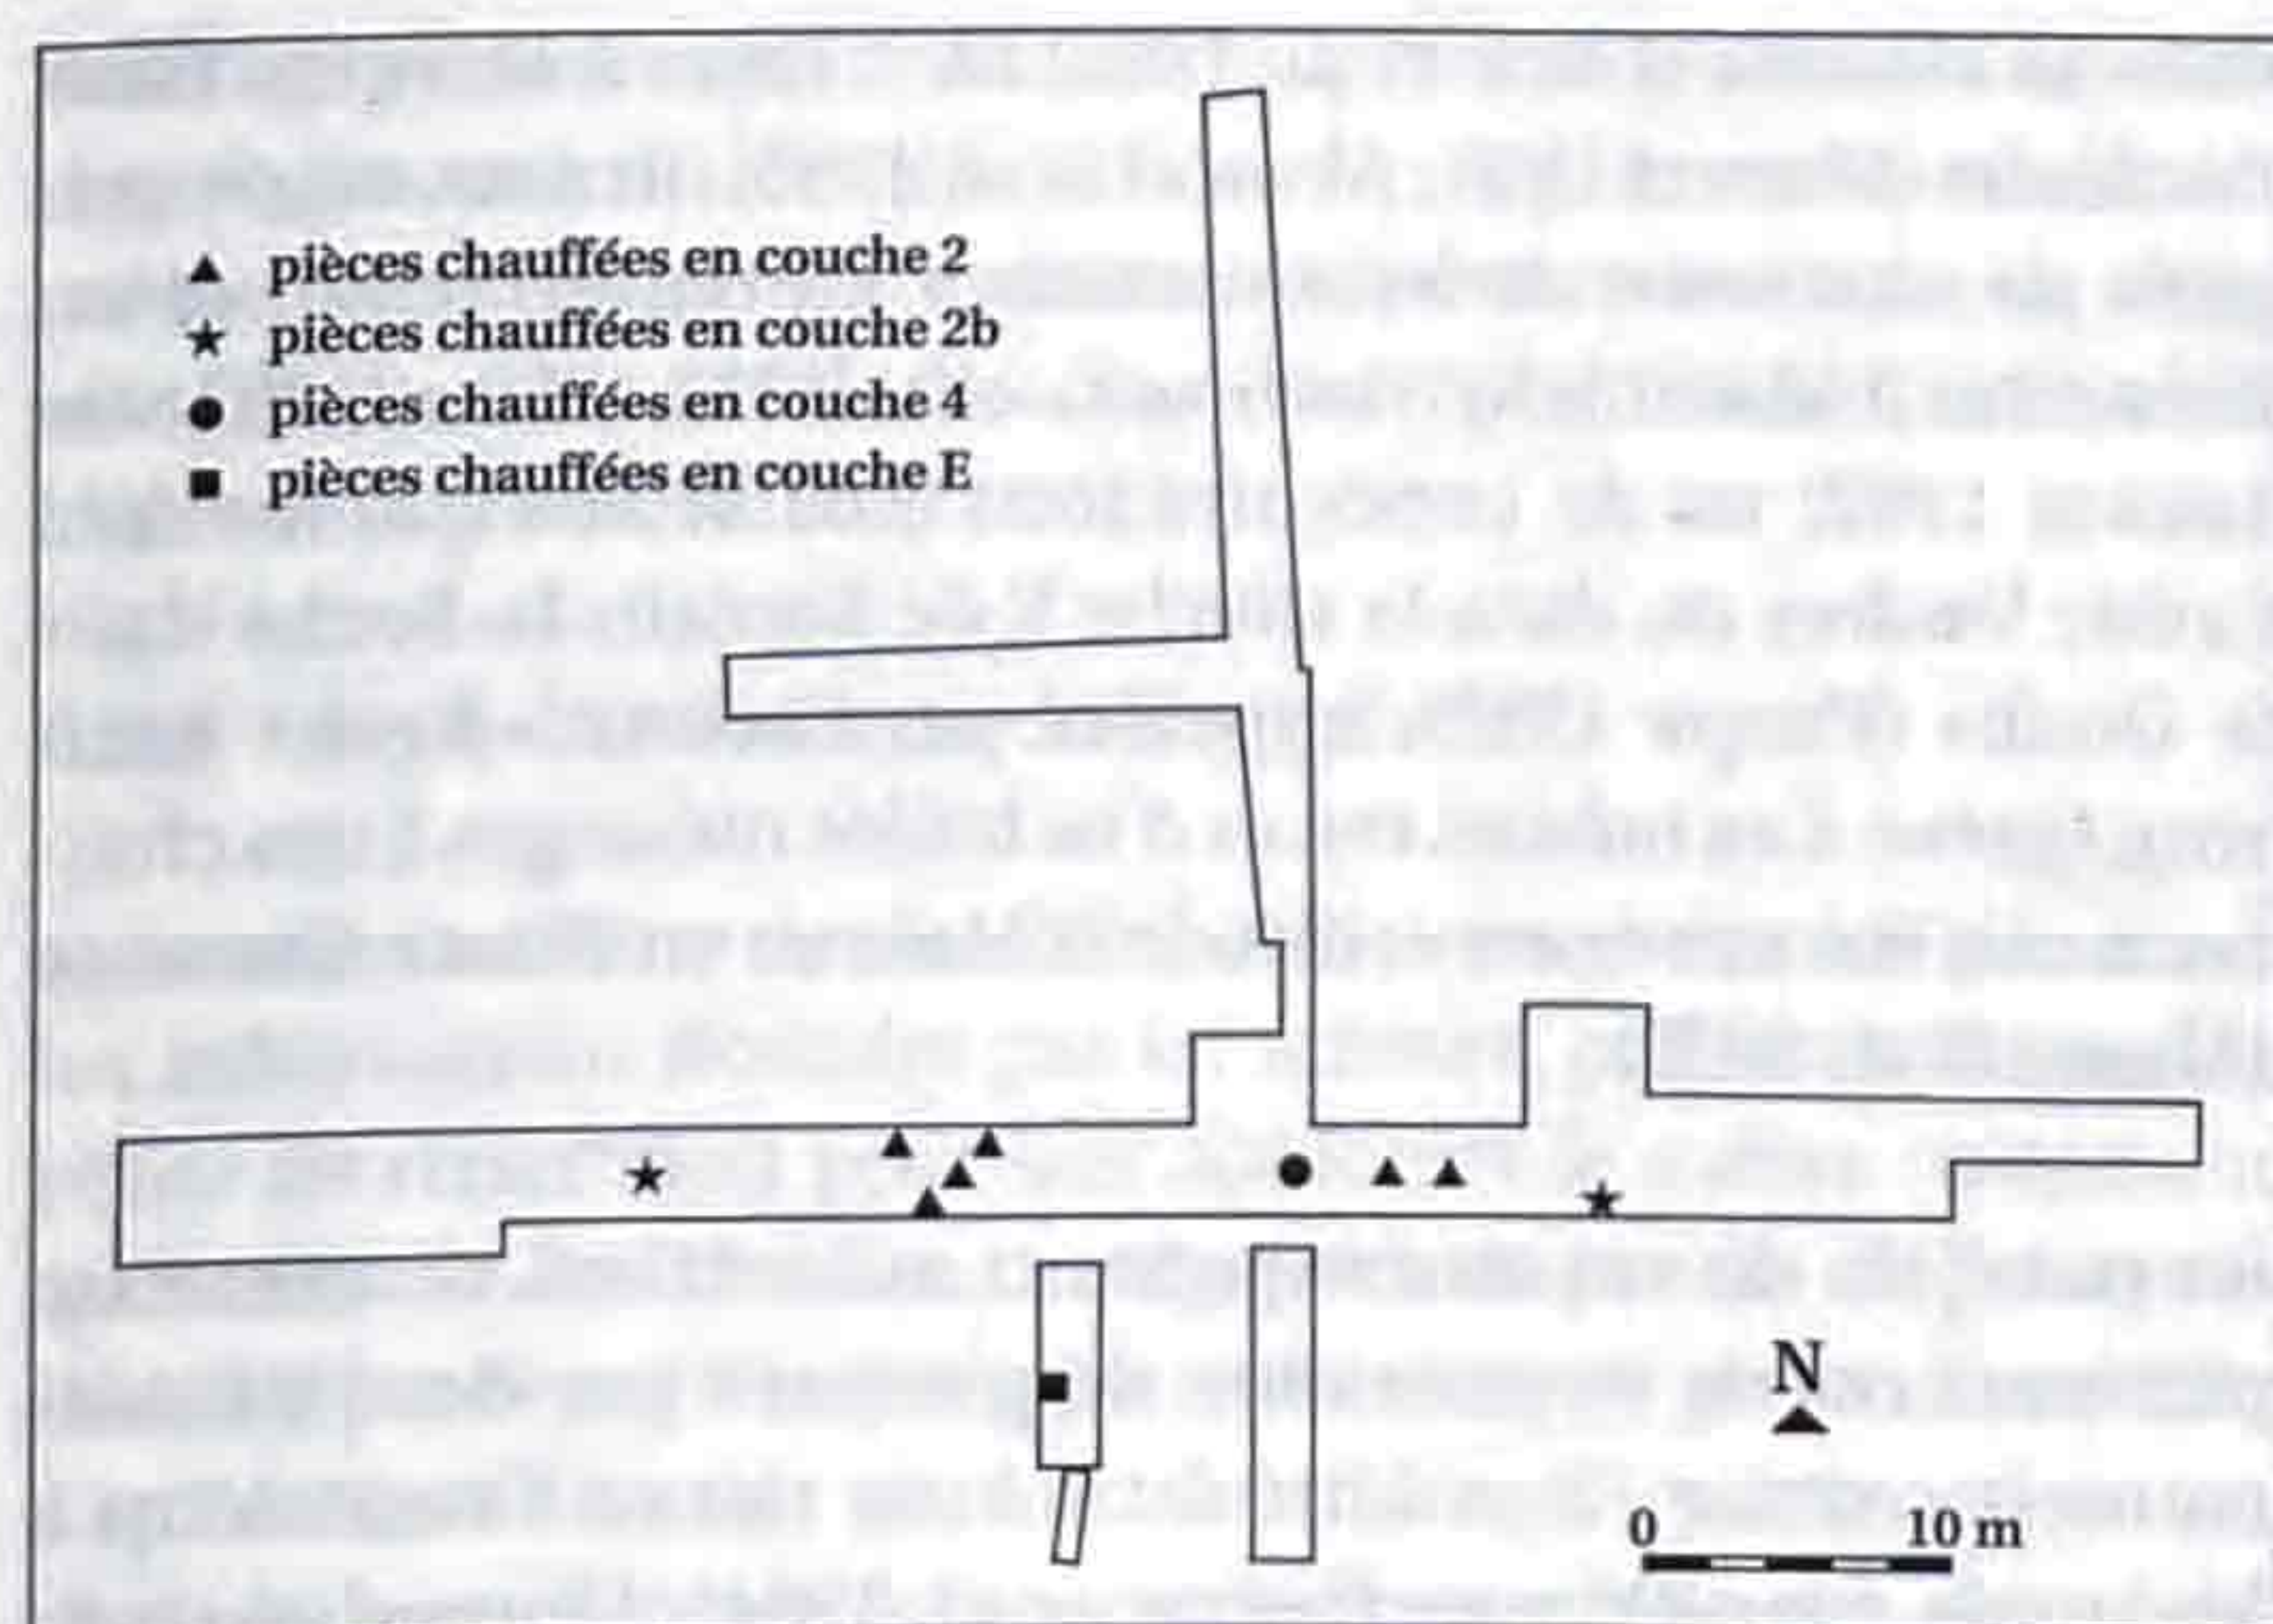 pièces chauffées en couche 2
pièces chauffées en couche 2b
pièces chauffées en couche 4
pièces chauffées en couche E
N
0 10 m